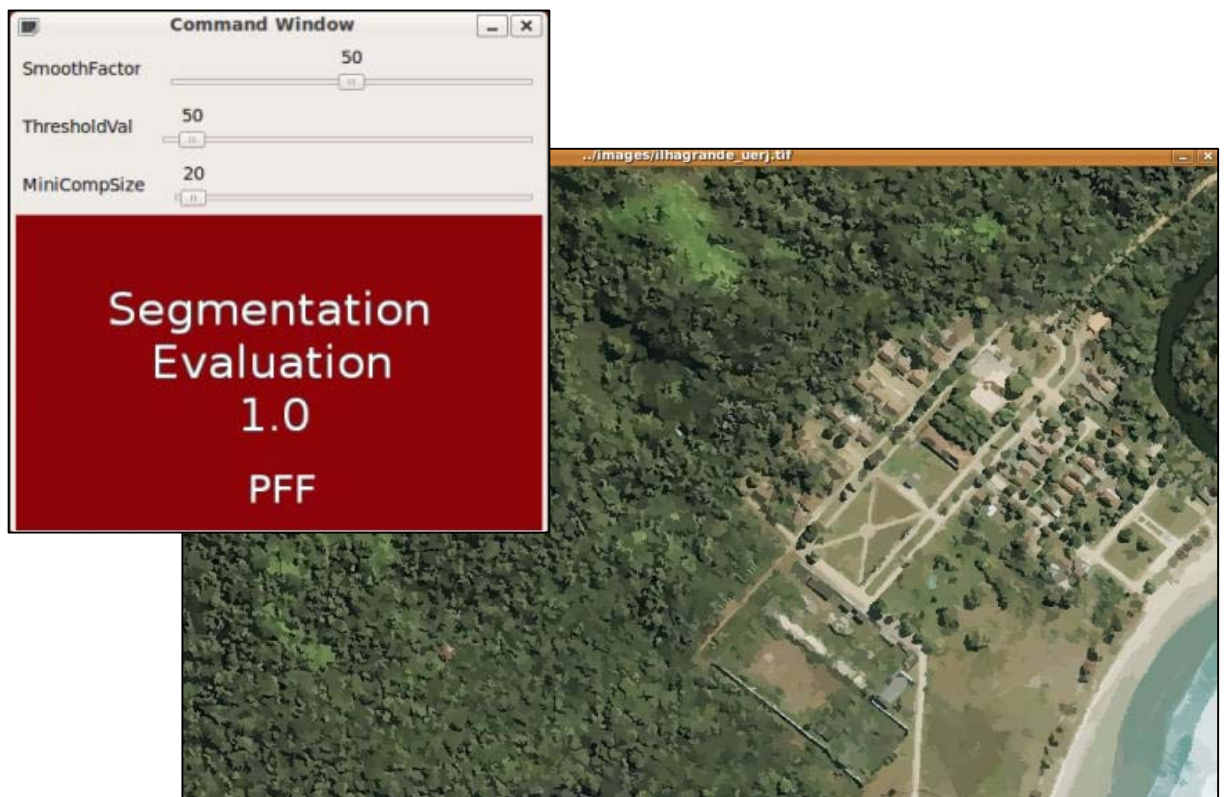 Command Window
50
SmoothFactor
50
ThresholdVal
20
MiniCompSize
Segmentation
Evaluation
1.0
PFF
../images/ilhagrande_uerj.tif